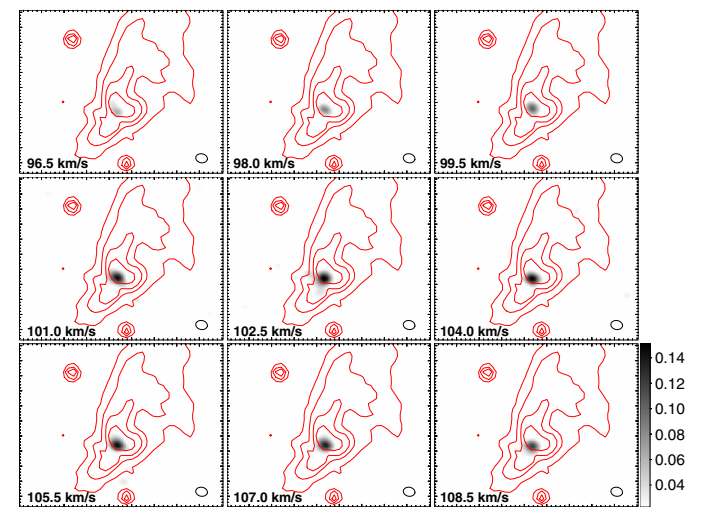 96.5 km/s
98.0 km/s
99.5 km/s
101.0 km/s
102.5 km/s
104.0 km/s
105.5 km/s
107.0 km/s
108.5 km/s
0.14
0.12
0.10
0.08
0.06
0.04